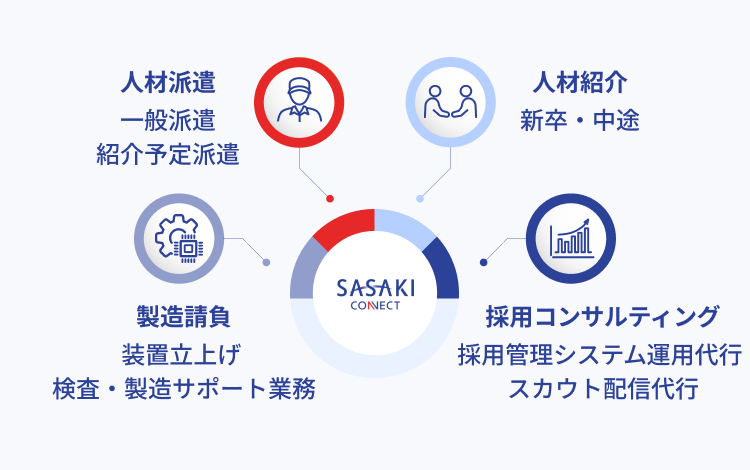 人材派遣
一般派遣
紹介予定派遣
人材紹介
新卒・中途
SASAKI
CONNECT
製造請負
装置立上げ
検査・製造サポート業務
採用コンサルティング
採用管理システム運用代行
スカウト配信代行